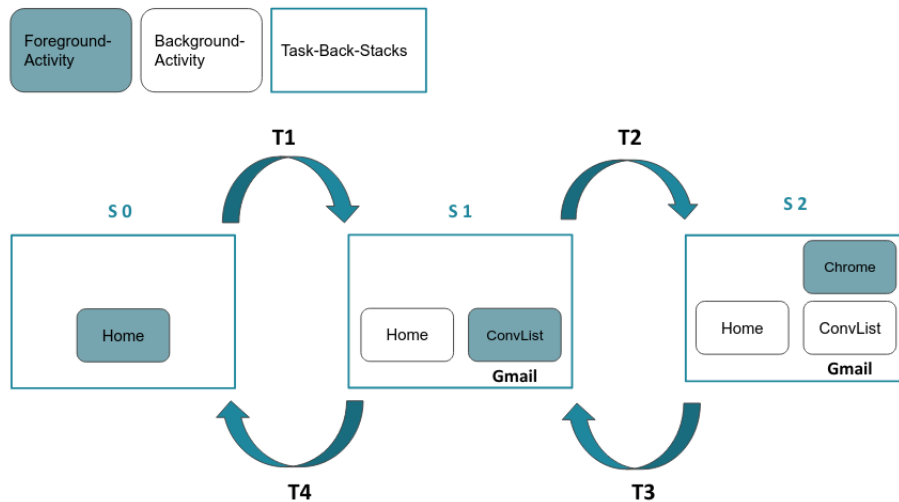 Foreground-
Activity
Background-
Activity
Task-Back-Stacks
T1
T2
S 0
S 1
S 2
Home
Home
ConvList
Gmail
Chrome
Home
ConvList
Gmail
T4
T3